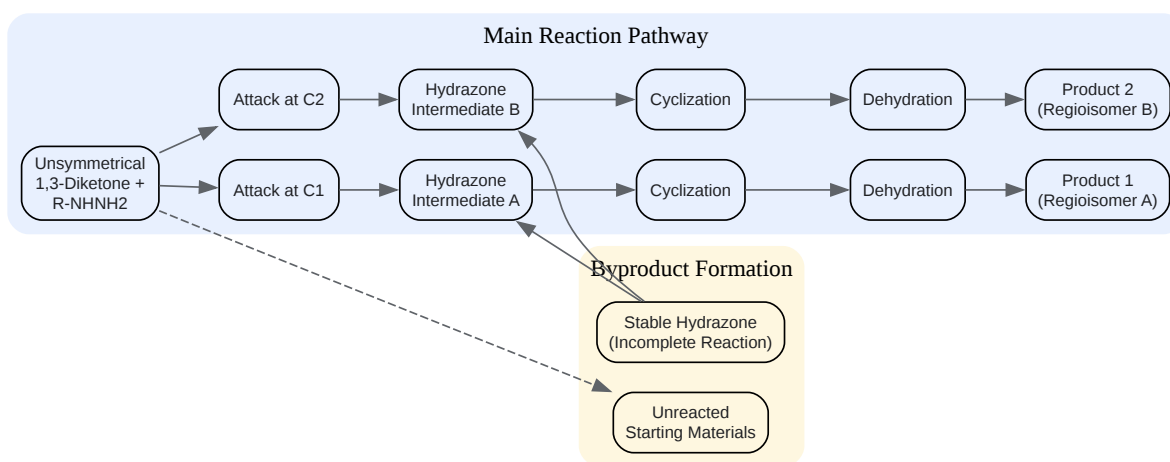 Main Reaction Pathway
Attack at C2
Hydrazone
Intermediate B
Cyclization
Dehydration
Product 2
(Regioisomer B)
Unsymmetrical
1,3-Diketone +
R-NHNH2
Attack at C1
Hydrazone
Intermediate A
Cyclization
Dehydration
Product 1
(Regioisomer A)
Byproduct Formation
Stable Hydrazone
(Incomplete Reaction)
Unreacted
Starting Materials